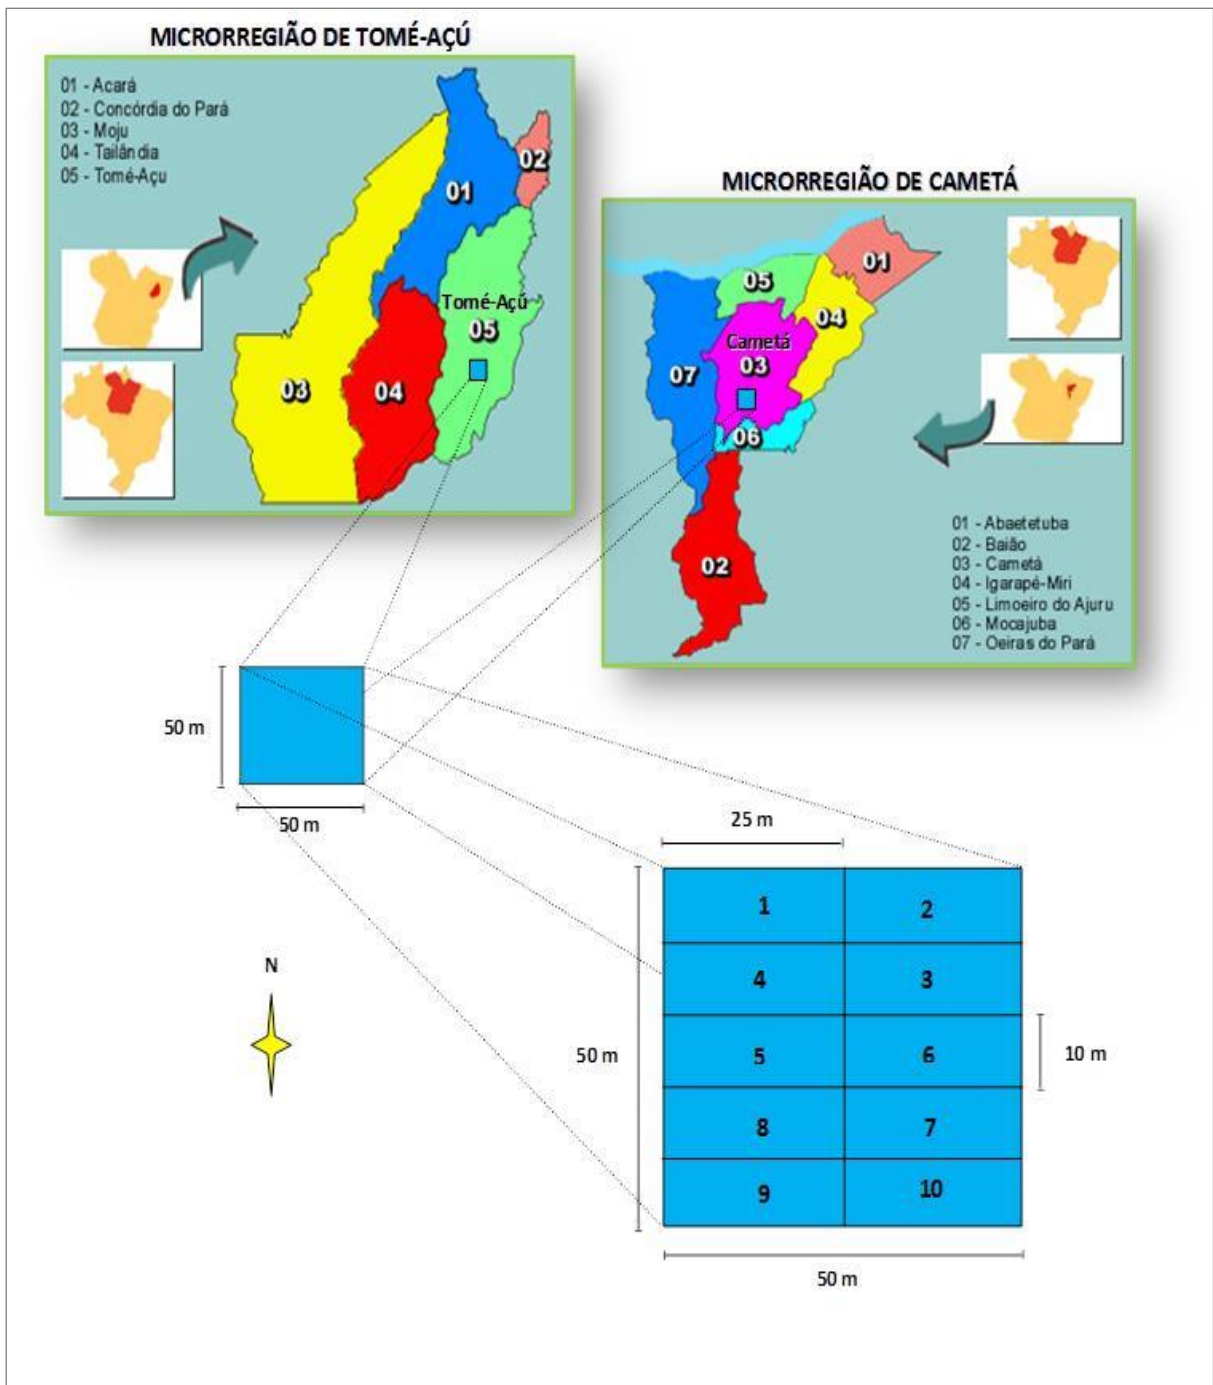 MICRORREGIÃO DE TOMÉ-AÇÚ
01 - Acará
02 - Concórdia do Pará
03 - Moju
04 - Tailândia
05 - Tomé-Açu
01
02
03
04
Tomé-Açú
05
MICRORREGIÃO DE CAMETÁ
01
05
04
Cametá
03
07
06
02
01 - Abaetetuba
02 - Baião
03 - Cametá
04 - Igarapé-Miri
05 - Limoeiro do Ajuru
06 - Mocajuba
07 - Oeiras do Pará
50 m
50 m
25 m
1
2
4
3
5
6
8
7
9
10
50 m
10 m
50 m
N